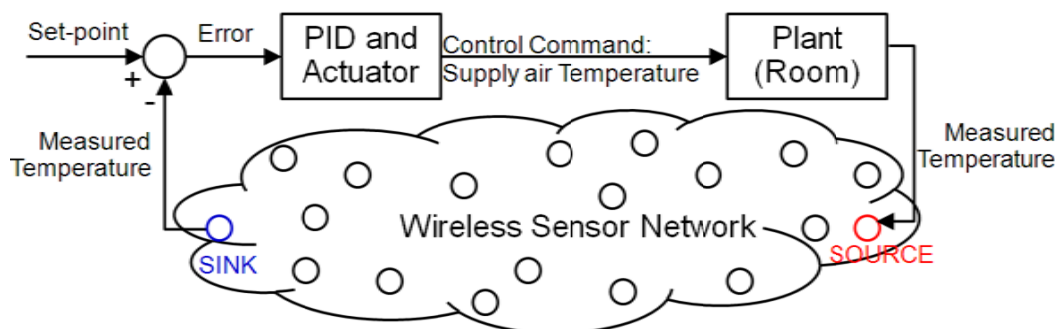 Set-point
Error
PID and
Actuator
Control Command:
Supply air Temperature
Plant
(Room)
+
-
Measured
Temperature
Measured
Temperature
Wireless Sensor Network
SINK
SOURCE